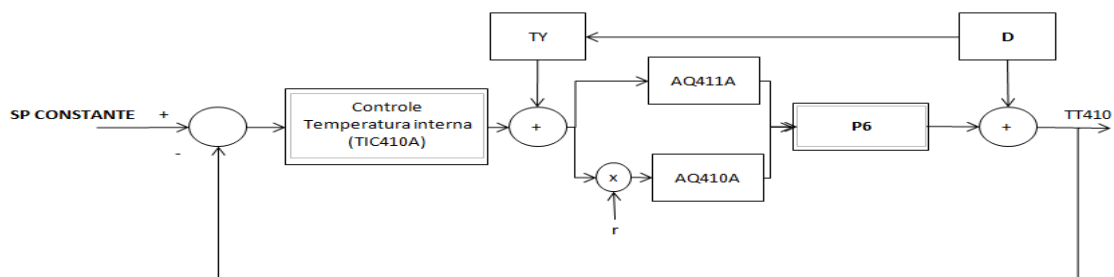 TY
D
AQ411A
SP CONSTANTE
+
-
Controle
Temperatura interna
(TIC410A)
+
P6
+
TT410
x
AQ410A
r